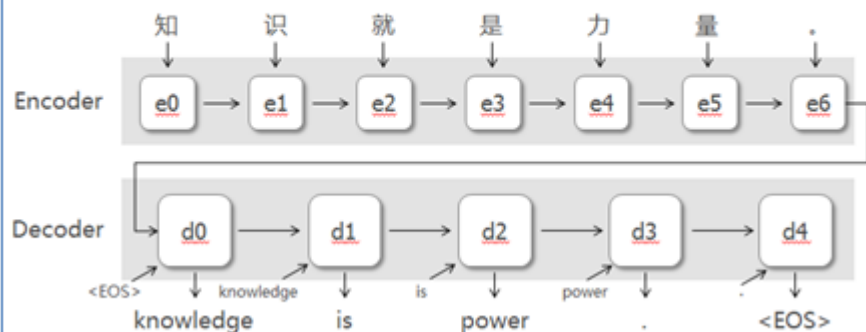 知 识 就 是 力 量 。
Encoder e0 e1 e2 e3 e4 e5 e6
Decoder d0 d1 d2 d3 d4
<EOS> knowledge is power .
knowledge is power . <EOS>